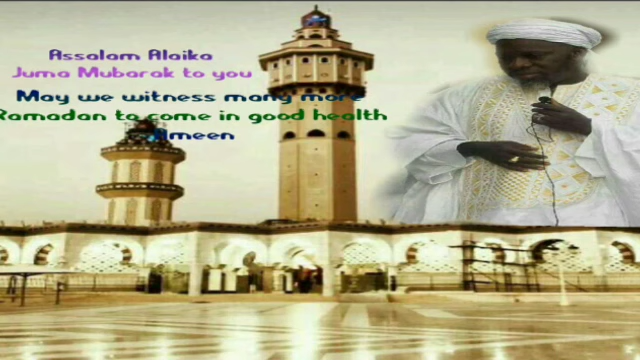 Assalam Alaika
Juma Mubarak to you
May we witness many more
Ramadan to come in good health
Ameen